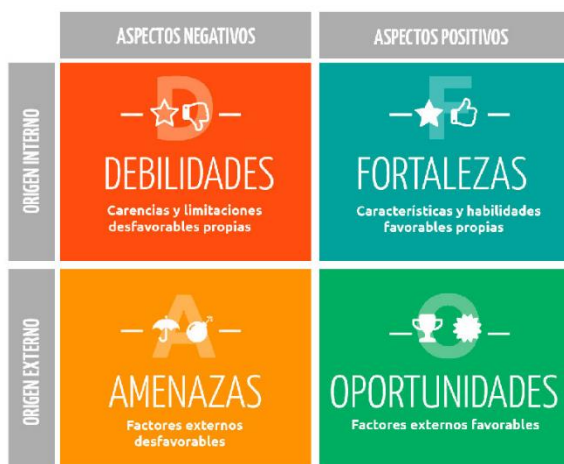 ASPECTOS NEGATIVOS
ASPECTOS POSITIVOS
ORIGEN INTERNO
D
DEBILIDADES
Carencias y limitaciones
desfavorables propias
F
FORTALEZAS
Características y habilidades
favorables propias
ORIGEN EXTERNO
A
AMENAZAS
Factores externos
desfavorables
O
OPORTUNIDADES
Factores externos favorables